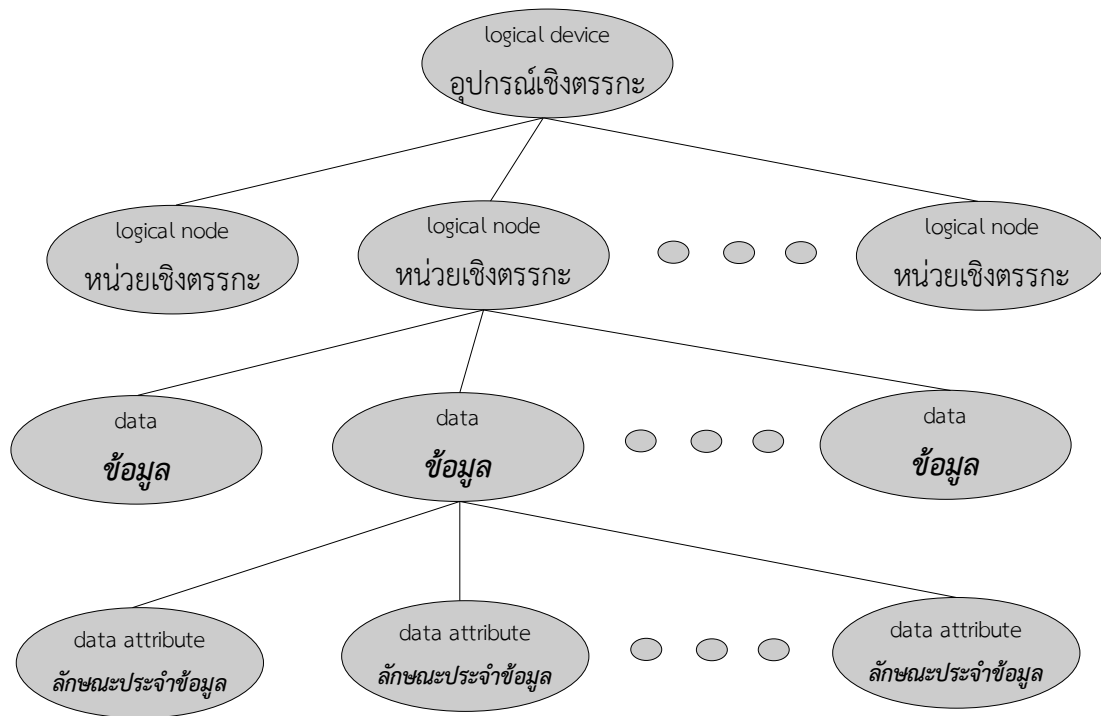 logical device
อุปกรณ์เชิงตรรกะ
logical node
หน่วยเชิงตรรกะ
logical node
หน่วยเชิงตรรกะ
logical node
หน่วยเชิงตรรกะ
data
ข้อมูล
data
ข้อมูล
data
ข้อมูล
data attribute
ลักษณะประจำข้อมูล
data attribute
ลักษณะประจำข้อมูล
data attribute
ลักษณะประจำข้อมูล